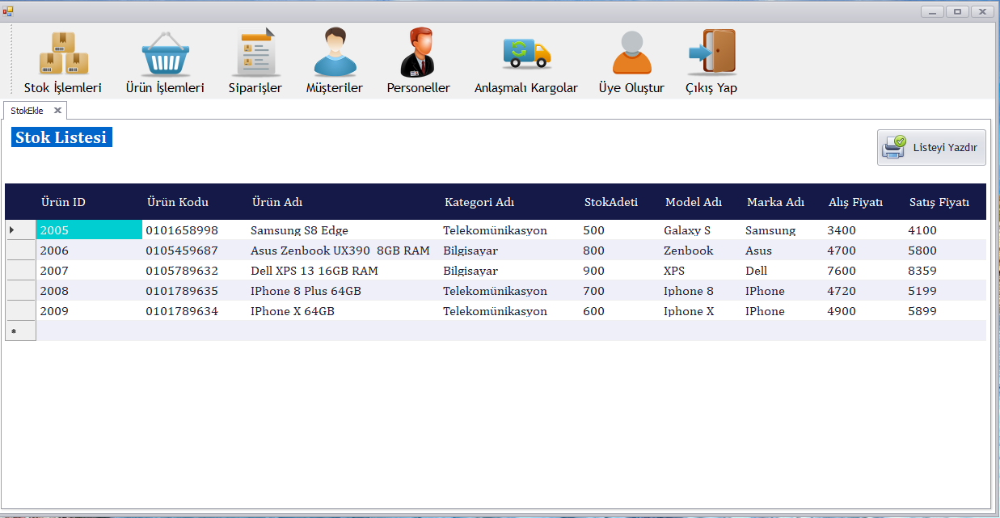 Stok İşlemleri Ürün İşlemleri Siparişler Müşteriler Personeller Anlaşmalı Kargolar Üye Oluştur Çıkış Yap
StokEkle
Stok Listesi
Listeyi Yazdır
Ürün ID Ürün Kodu Ürün Adı Kategori Adı StokAdeti Model Adı Marka Adı Alış Fiyatı Satış Fiyatı
2005 0101658998 Samsung S8 Edge Telekomünikasyon 500 Galaxy S Samsung 3400 4100
2006 0105459687 Asus Zenbook UX390 8GB RAM Bilgisayar 800 Zenbook Asus 4700 5800
2007 0105789632 Dell XPS 13 16GB RAM Bilgisayar 900 XPS Dell 7600 8359
2008 0101789635 IPhone 8 Plus 64GB Telekomünikasyon 700 Iphone 8 IPhone 4720 5199
2009 0101789634 IPhone X 64GB Telekomünikasyon 600 Iphone X IPhone 4900 5899